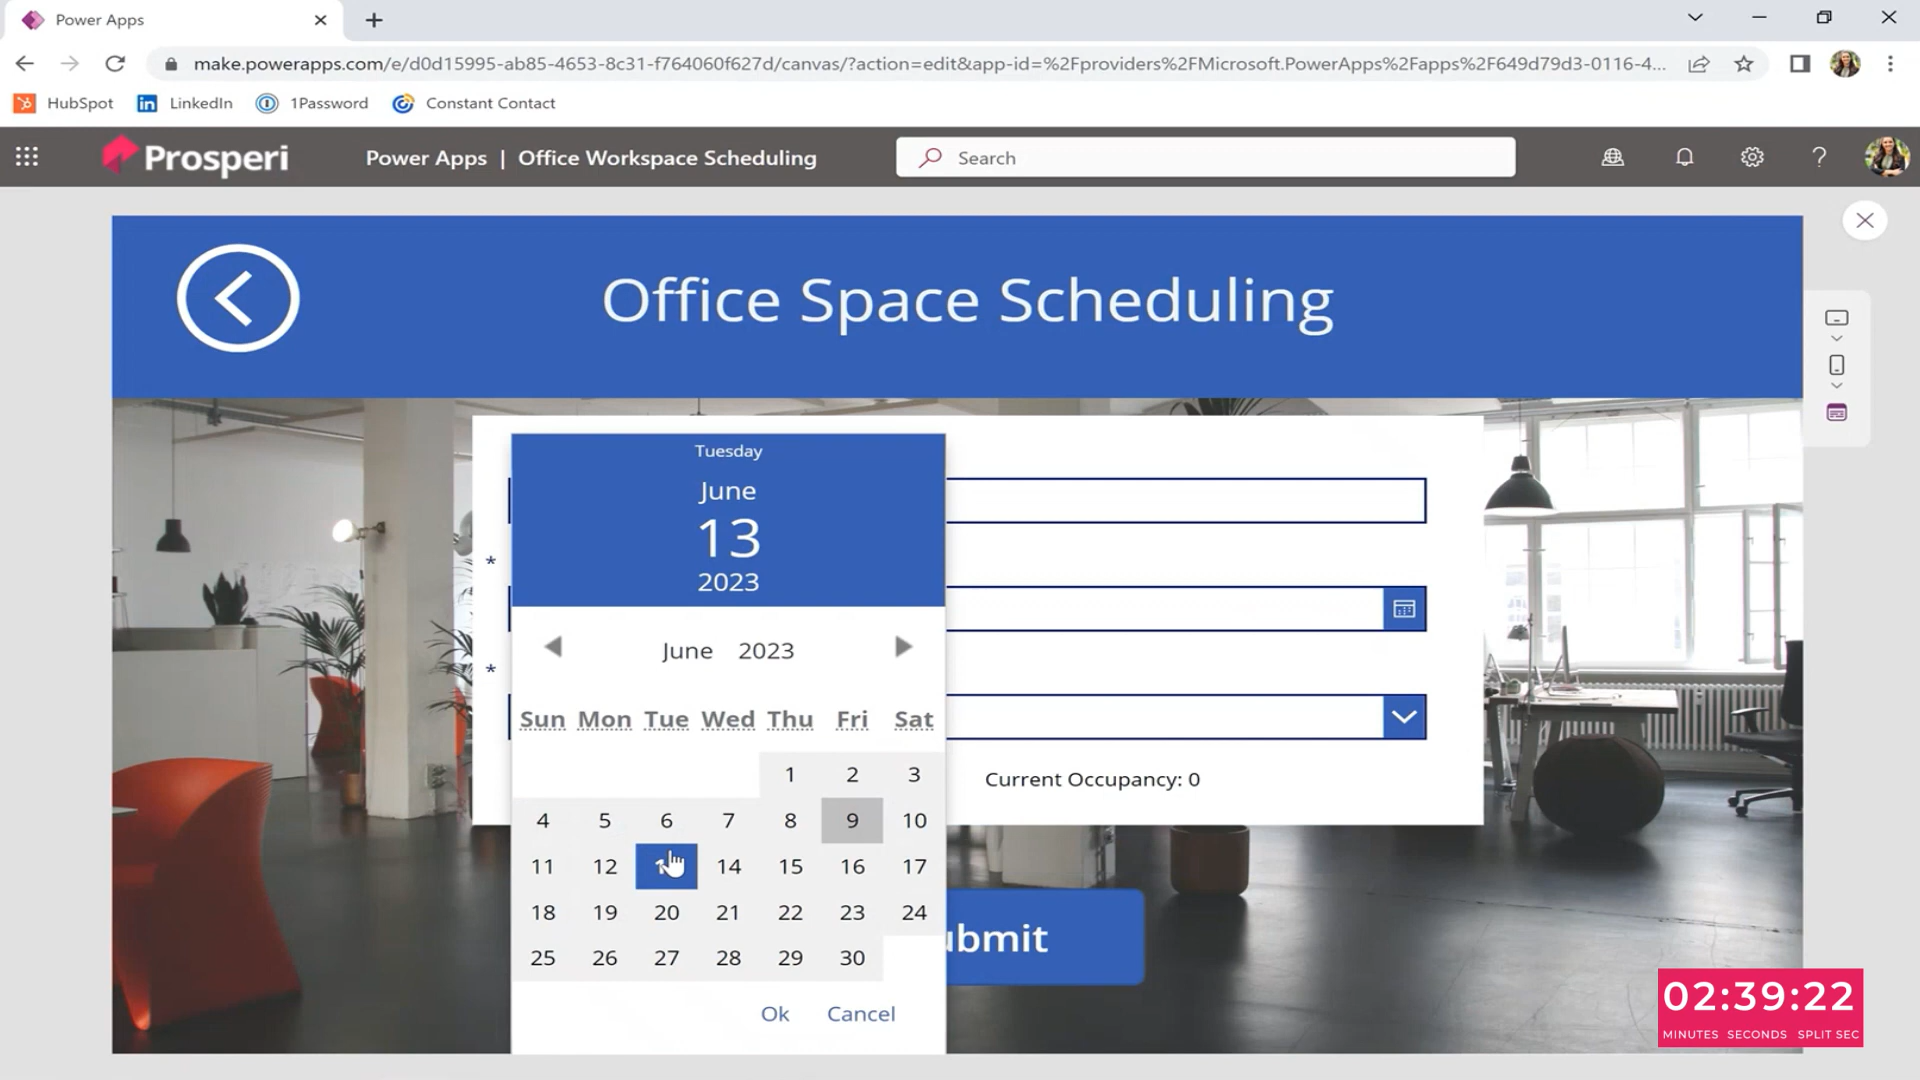 Power Apps
make.powerapps.com/e/d0d15995-ab85-4653-8c31-f764060f627d/canvas/?action=edit&app-id=%2Fproviders%2FMicrosoft.PowerApps%2Fapps%2F649d79d3-0116-4...
HubSpot LinkedIn 1Password Constant Contact
Prosperi Power Apps | Office Workspace Scheduling Search
Office Space Scheduling
Tuesday
June
13
2023
*
June 2023
*
Sun Mon Tue Wed Thu Fri Sat
1 2 3
Current Occupancy: 0
4 5 6 7 8 9 10
11 12 14 15 16 17
18 19 20 21 22 23 24
ubmit
25 26 27 28 29 30
Ok Cancel
02:39:22
MINUTES SECONDS SPLIT SEC